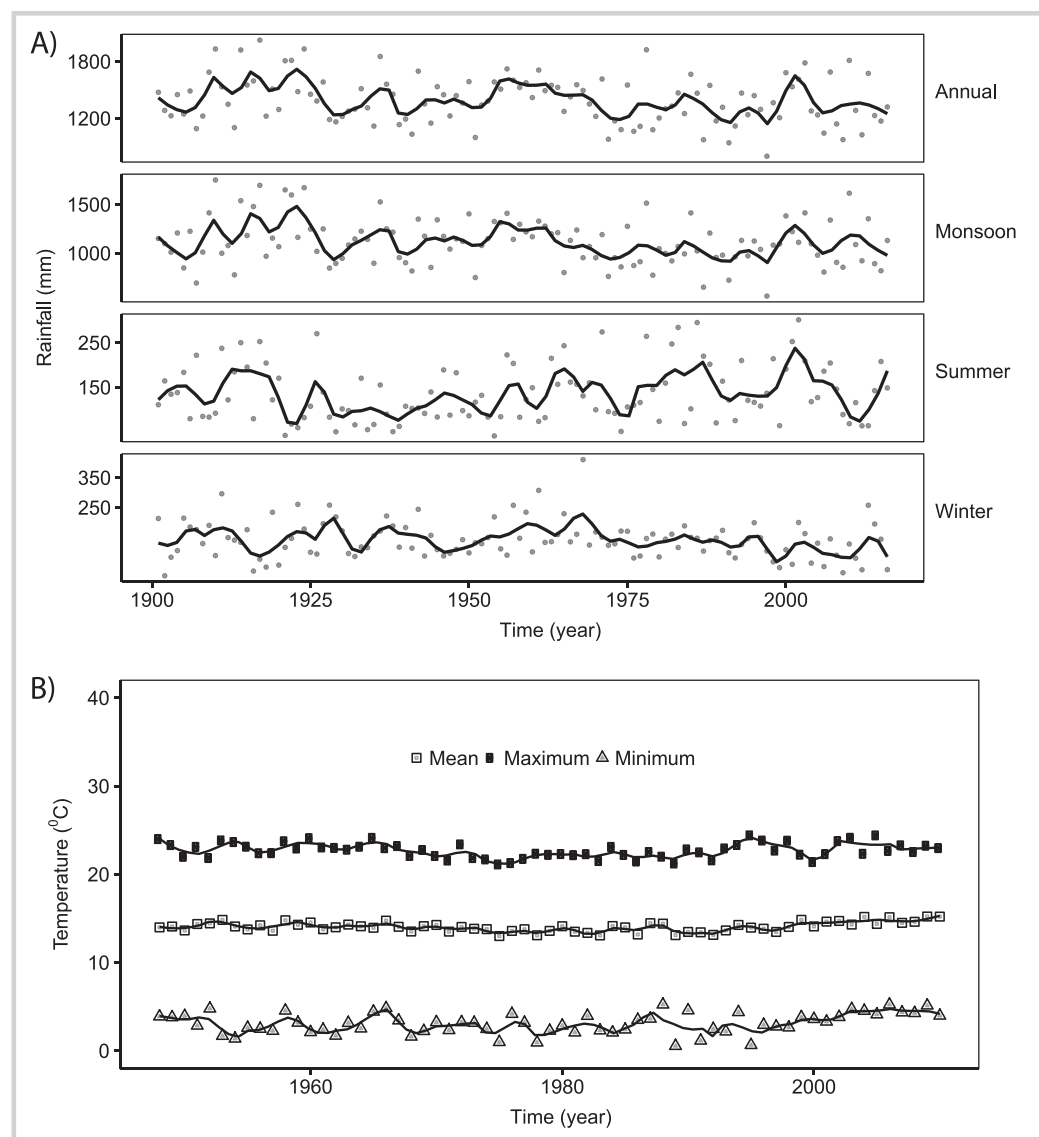 A)
1800
1200
Annual
1500
1000
Monsoon
Rainfall (mm)
250
150
Summer
350
250
Winter
1900
1925
1950
1975
2000
Time (year)
B)
40
30
20
10
0
Temperature (⁰C)
Mean Maximum Minimum
1960
1980
2000
Time (year)